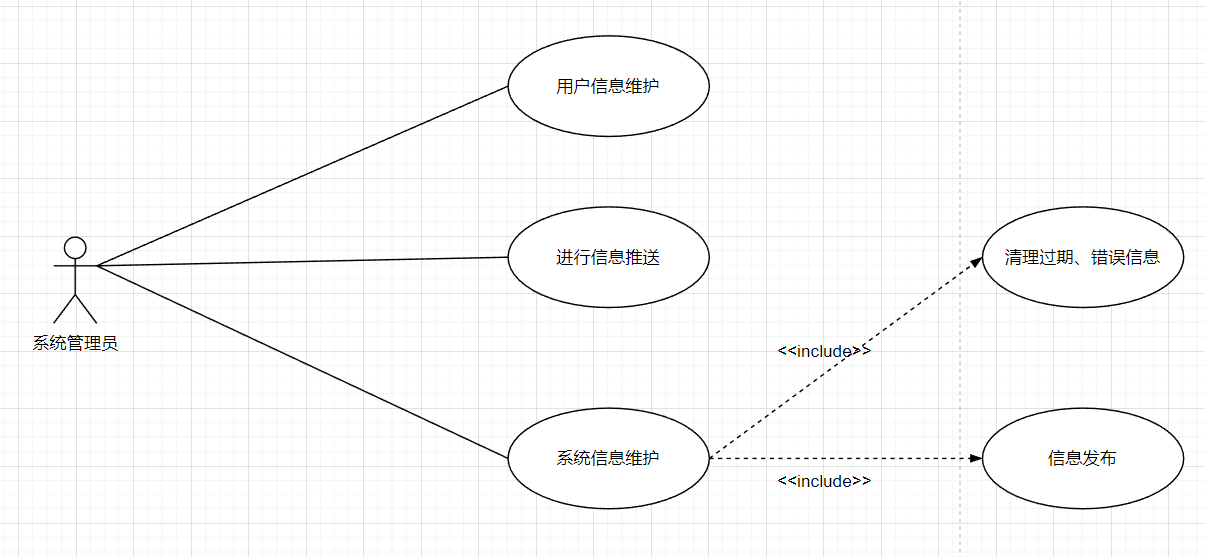 用户信息维护
进行信息推送
清理过期、错误信息
系统管理员
<<include>>
系统信息维护
信息发布
<<include>>